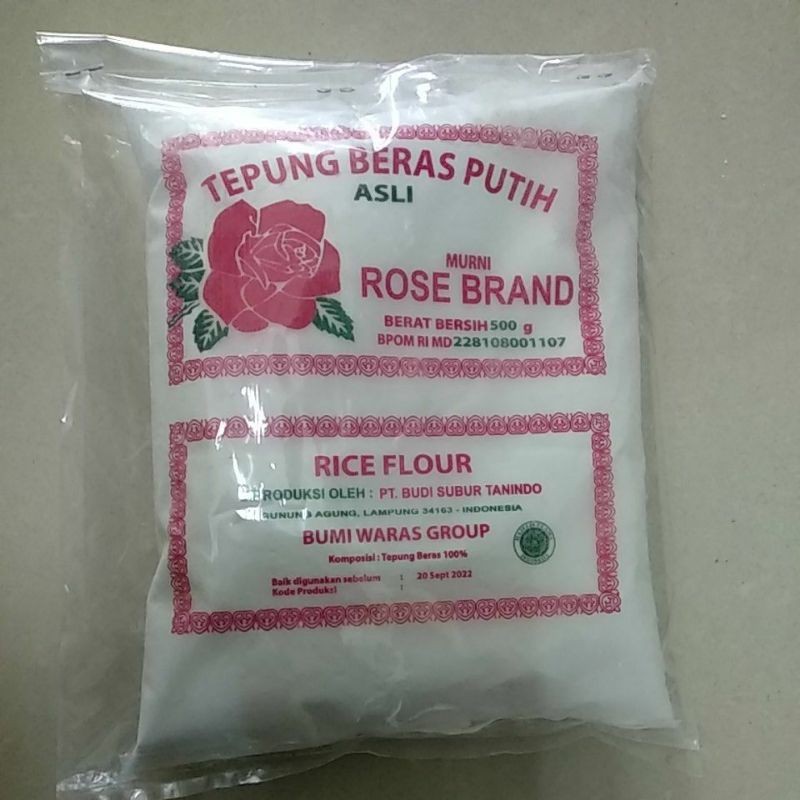 TEPUNG BERAS PUTIH
ASLI
MURNI
ROSE BRAND
BERAT BERSIH 500 g
BPOM RI MD 228108001107
RICE FLOUR
PRODUKSI OLEH : PT. BUDI SUBUR TANINDO
GUNUNG AGUNG, LAMPUNG 34163 - INDONESIA
BUMI WARAS GROUP
Komposisi : Tepung Beras 100%
Baik digunakan sebelum : 20 Sept 2022
Kode Produksi :